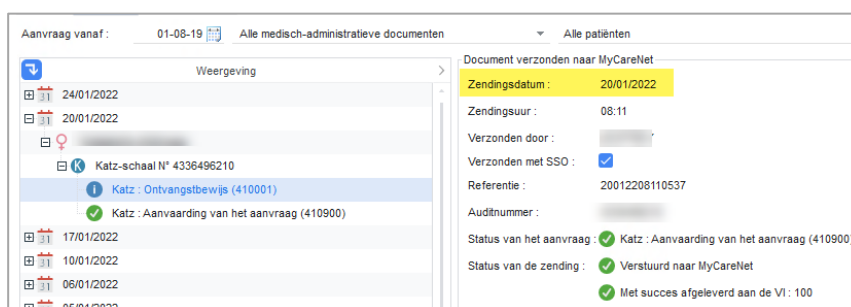 Aanvraag vanaf : 01-08-19 Alle medisch-administratieve documenten Alle patiënten
Weergeving
24/01/2022
20/01/2022
Katz-schaal N° 4336496210
Katz : Ontvangstbewijs (410001)
Katz : Aanvaarding van het aanvraag (410900)
17/01/2022
10/01/2022
06/01/2022
Document verzonden naar MyCareNet
Zendingsdatum : 20/01/2022
Zendingsuur : 08:11
Verzonden door :
Verzonden met SSO :
Referentie : 20012208110537
Auditnummer :
Status van het aanvraag : Katz : Aanvaarding van het aanvraag (410900)
Status van de zending : Verstuurd naar MyCareNet
Met succes afgeleverd aan de VI : 100